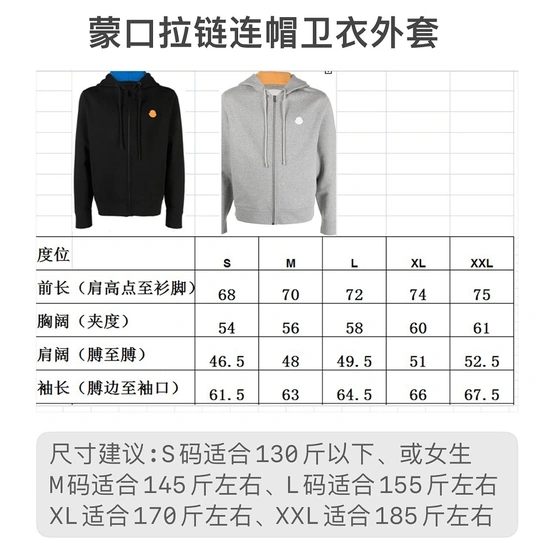 蒙口拉链连帽卫衣外套
度位 S M L XL XXL
前长（肩高点至衫脚） 68 70 72 74 75
胸阔（夹度） 54 56 58 60 61
肩阔（膊至膊） 46.5 48 49.5 51 52.5
袖长（膊边至袖口） 61.5 63 64.5 66 67.5
尺寸建议:S码适合130斤以下、或女生
M码适合145斤左右、L码适合155斤左右
XL适合170斤左右、XXL适合185斤左右